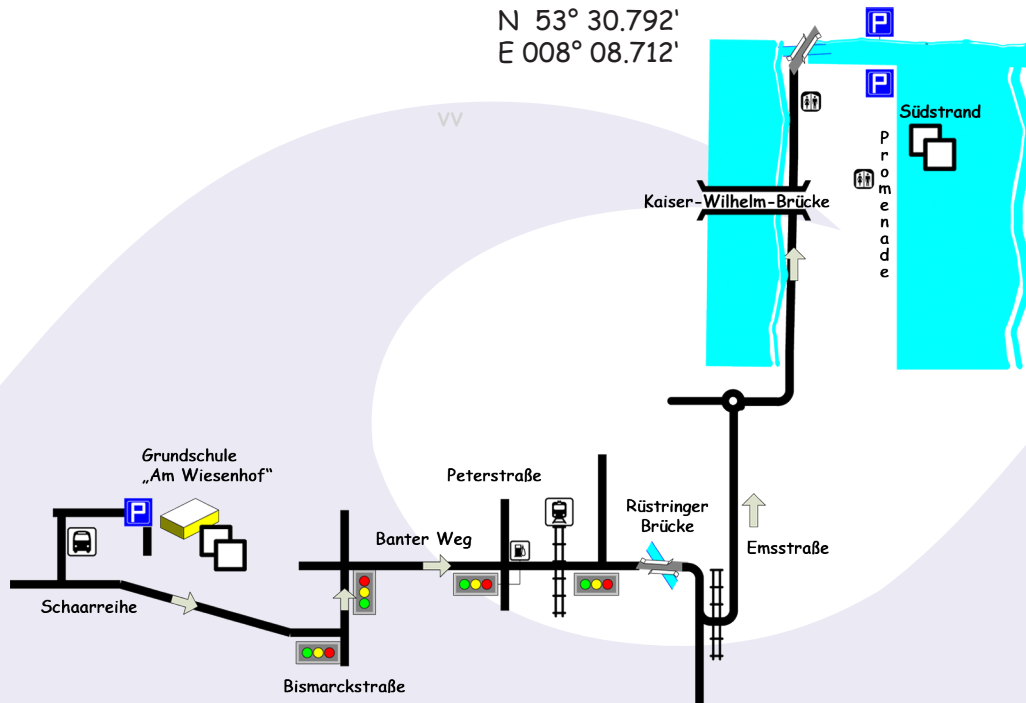 N 53° 30.792'
E 008° 08.712'
P
P
vv
Südstrand
Promenade
Kaiser-Wilhelm-Brücke
Grundschule
„Am Wiesenhof“
P
Peterstraße
Rüstringer
Brücke
Banter Weg
Emsstraße
Schaarreihe
Bismarckstraße